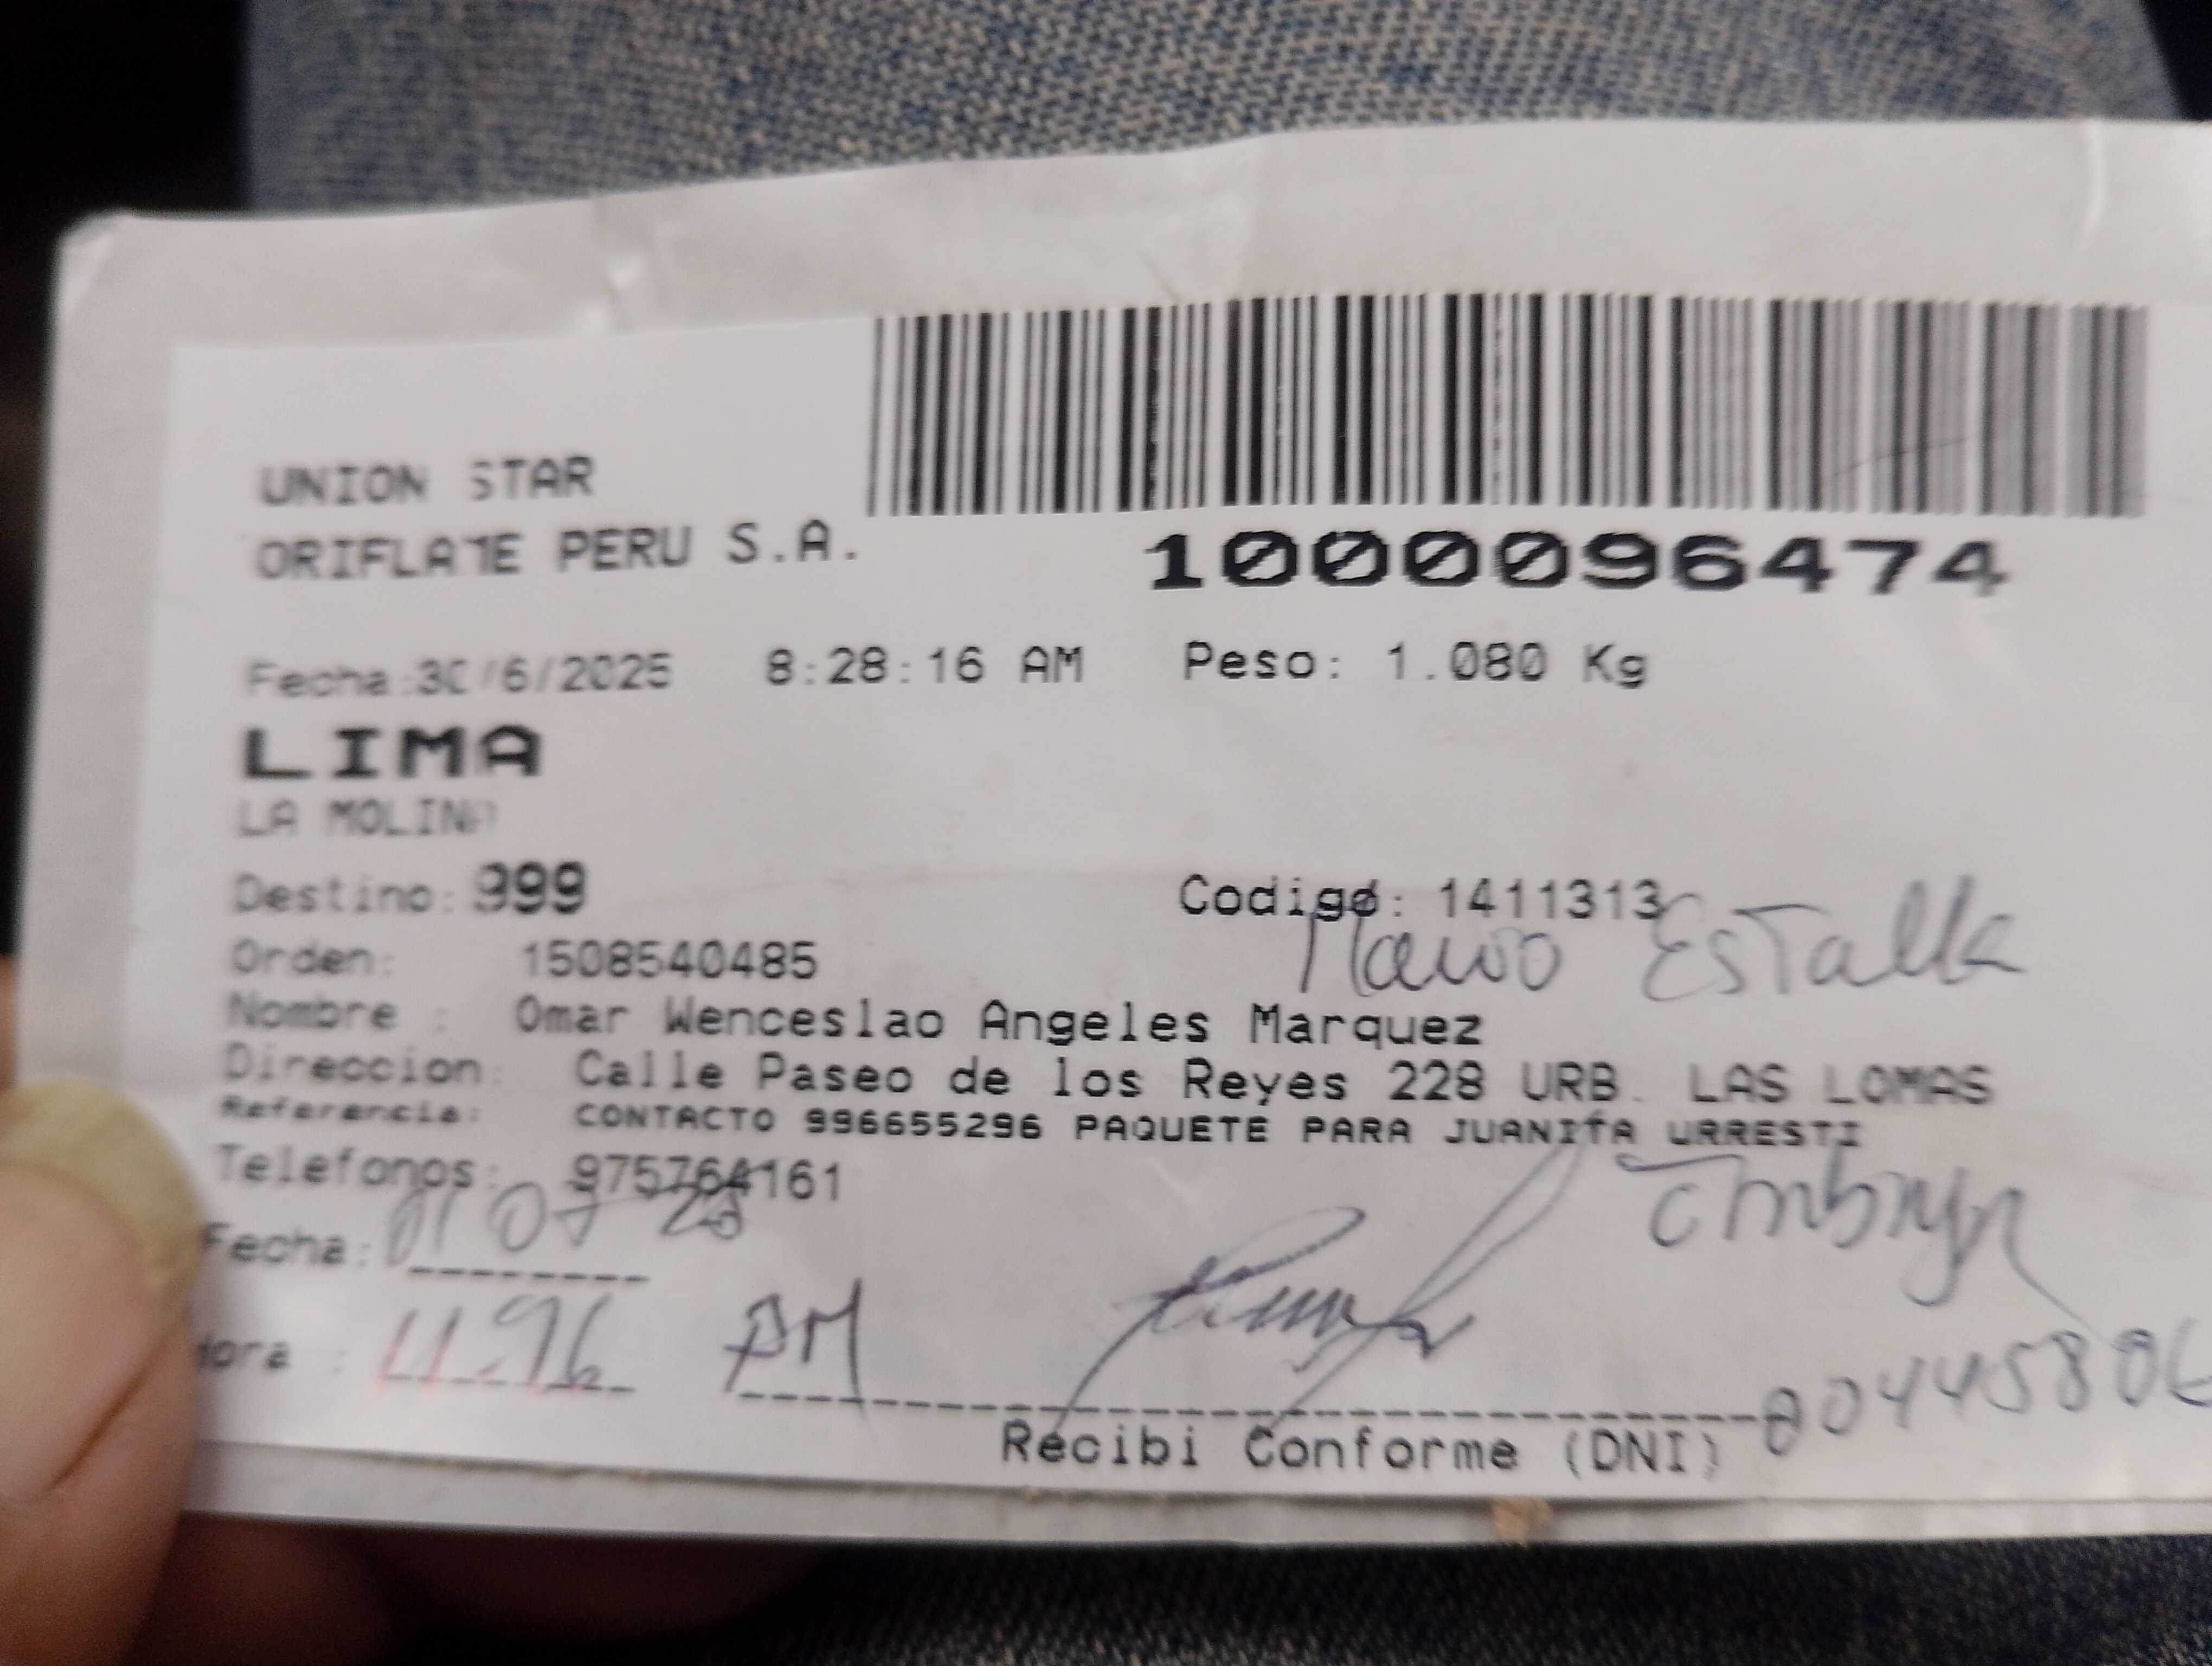 UNION STAR
ORIFLAME PERU S.A.
1000096474
Fecha:30/6/2025 8:28:16 AM Peso: 1.080 Kg
LIMA
LA MOLINA
Destino: 999 Codigo: 1411313
Estalla
Orden: 1508540485
Nombre : Omar Wenceslao Angeles Marquez
Direccion: Calle Paseo de los Reyes 228 URB. LAS LOMAS
Referencia: CONTACTO 996655296 PAQUETE PARA JUANITA URRESTI
Telefonos: 975764161
Fecha: 01 07 25
Hora : AM
Recibi Conforme (DNI)